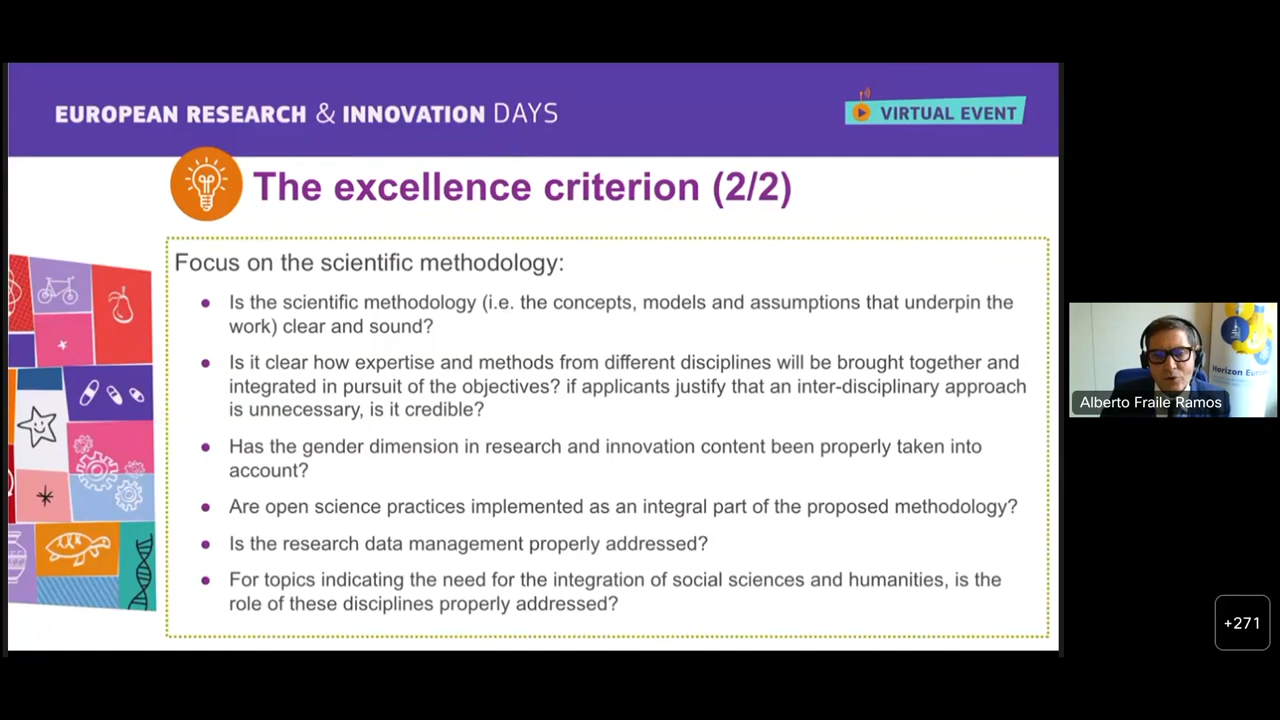 EUROPEAN RESEARCH & INNOVATION DAYS
VIRTUAL EVENT
The excellence criterion (2/2)
Focus on the scientific methodology:
Is the scientific methodology (i.e. the concepts, models and assumptions that underpin the
work) clear and sound?
Is it clear how expertise and methods from different disciplines will be brought together and
integrated in pursuit of the objectives? if applicants justify that an inter-disciplinary approach
is unnecessary, is it credible?
Has the gender dimension in research and innovation content been properly taken into
account?
Are open science practices implemented as an integral part of the proposed methodology?
Is the research data management properly addressed?
For topics indicating the need for the integration of social sciences and humanities, is the
role of these disciplines properly addressed?
Horizon Euro
Alberto Fraile Ramos
+271